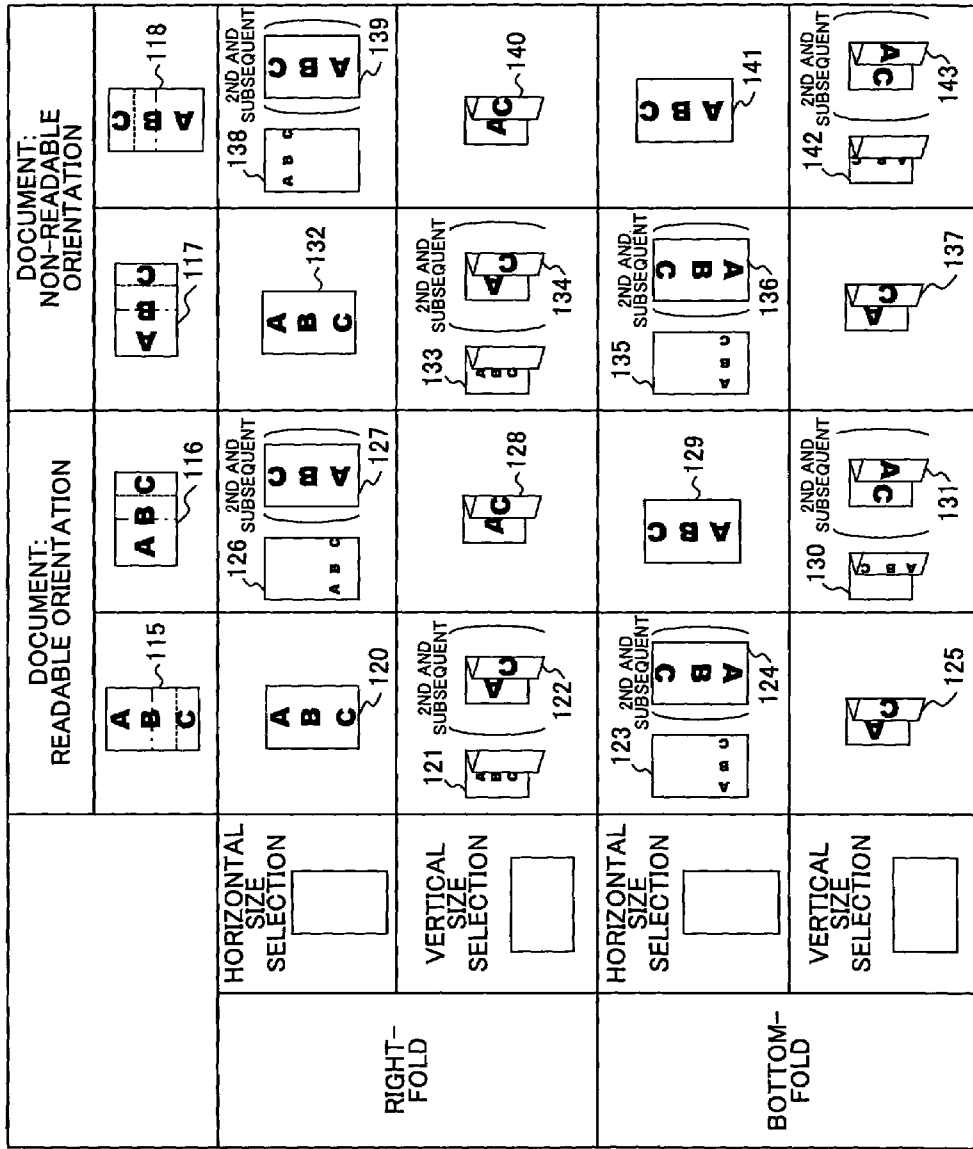 DOCUMENT:
READABLE ORIENTATION
DOCUMENT:
NON-READABLE
ORIENTATION
A
B
C
115
A B C
116
A B C
117
A B C
118
RIGHT-
FOLD
HORIZONTAL
SIZE
SELECTION
A
B
C
120
126
A B C
2ND AND
SUBSEQUENT
A B C
127
A
B
C
132
138
A B C
2ND AND
SUBSEQUENT
A B C
139
VERTICAL
SIZE
SELECTION
121
A B C
2ND AND
SUBSEQUENT
A C
122
A C
128
133
A B C
2ND AND
SUBSEQUENT
A C
134
A C
140
BOTTOM-
FOLD
HORIZONTAL
SIZE
SELECTION
123
A B C
2ND AND
SUBSEQUENT
A B C
124
A B C
129
135
A B C
2ND AND
SUBSEQUENT
A B C
136
A B C
141
VERTICAL
SIZE
SELECTION
A C
125
130
A B C
2ND AND
SUBSEQUENT
C A
131
A C
137
142
2ND AND
SUBSEQUENT
C A
143